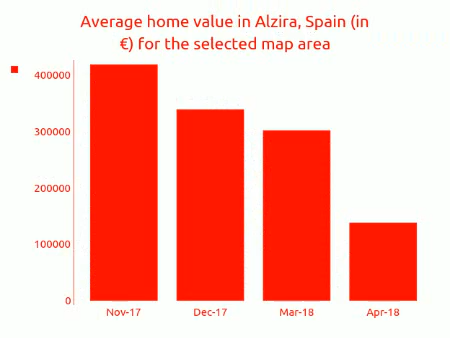 Average home value in Alzira, Spain (in
€) for the selected map area
400000
300000
200000
100000
0
Nov-17 Dec-17 Mar-18 Apr-18